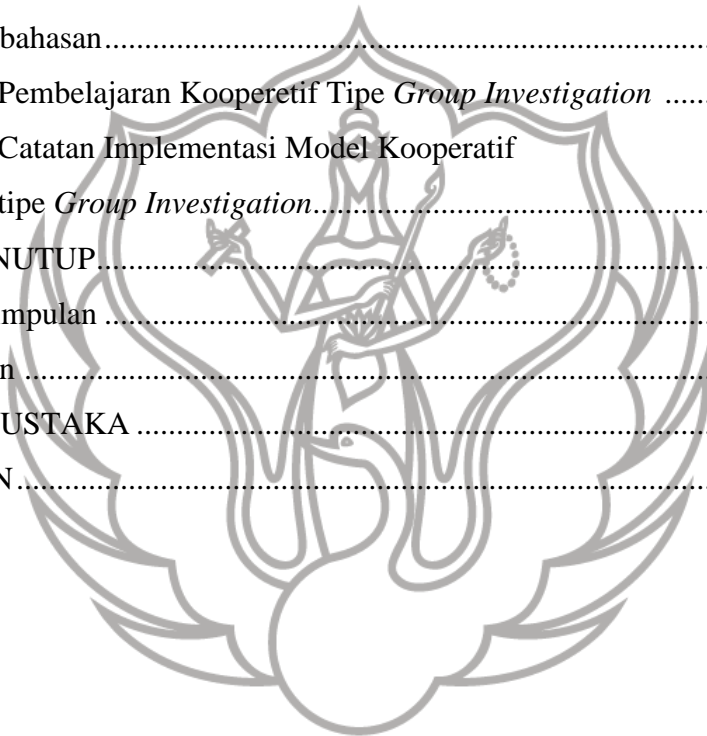 bahasan..............................................................................
Pembelajaran Kooperetif Tipe Group Investigation ......
Catatan Implementasi Model Kooperatif
tipe Group Investigation..................................................
NUTUP..............................................................................
mpulan ............................................................................
n ......................................................................................
USTAKA ........................................................................
N.......................................................................................